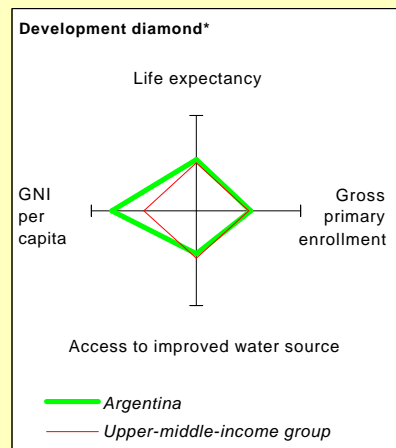 Development diamond*
Life expectancy
GNI
per
capita
Gross
primary
enrollment
Access to improved water source
Argentina
Upper-middle-income group